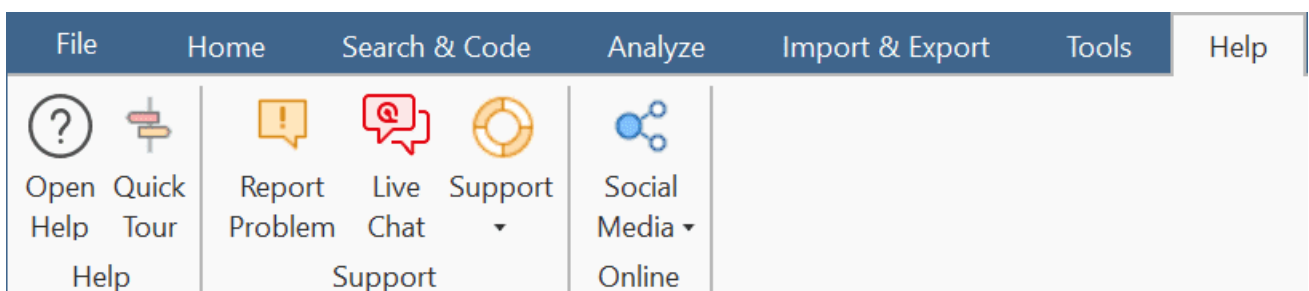 File Home Search & Code Analyze Import & Export Tools Help
Open Quick Report Live Support Social
Help Tour Problem Chat Media
Help Support Online